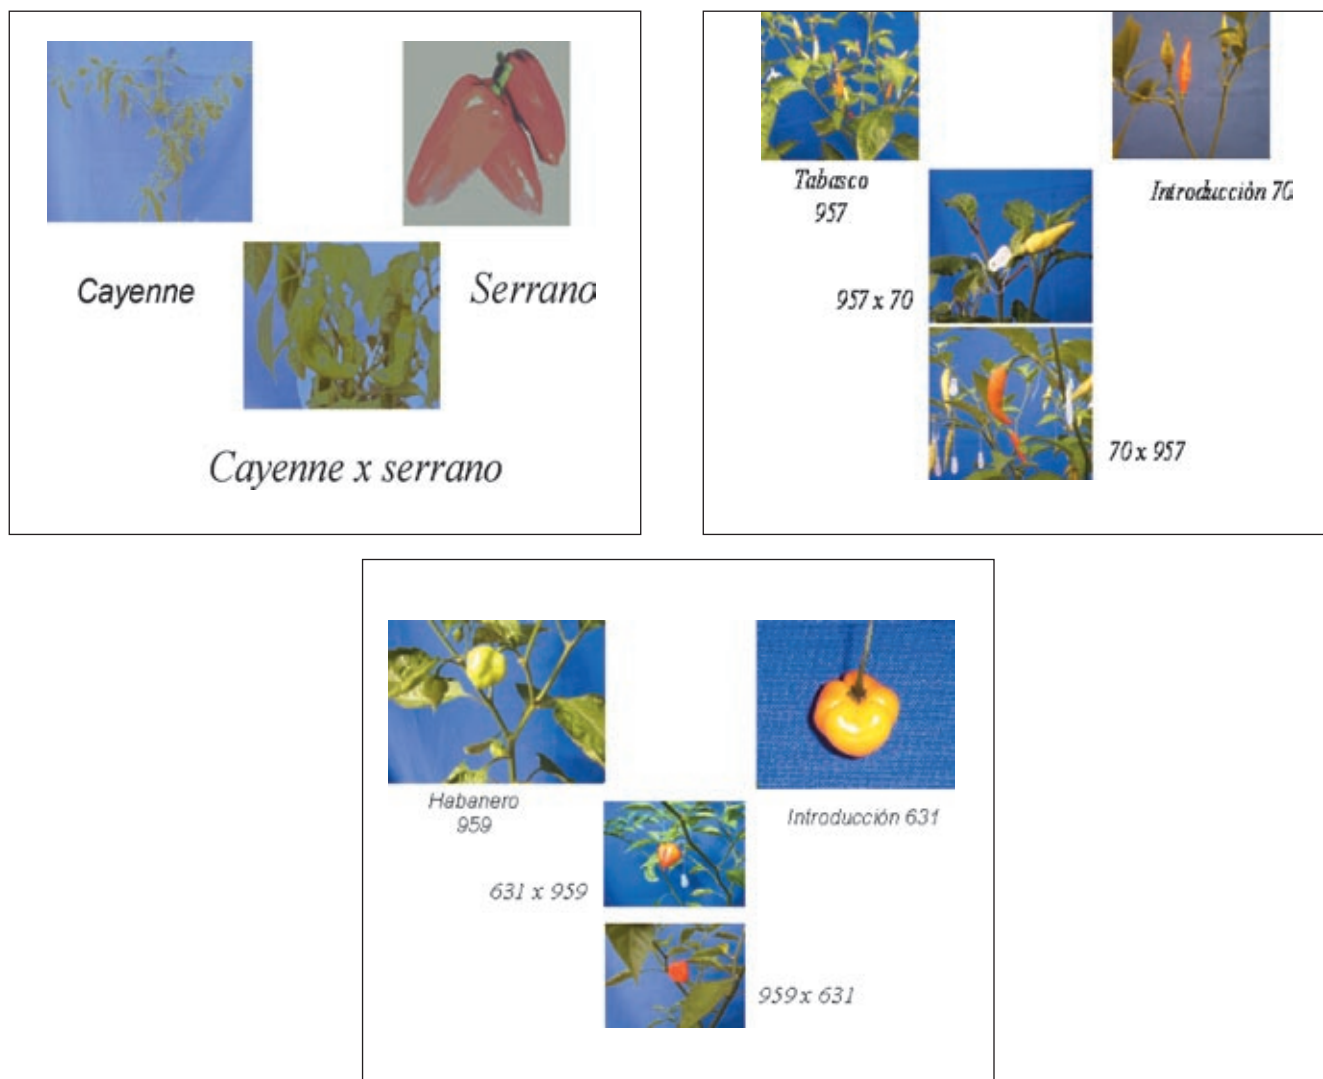 Cayenne
Serrano
Cayenne x serrano
Tabasco
957
Introducción 70
957 x 70
70 x 957
Habanero
959
Introducción 631
631 x 959
959 x 631